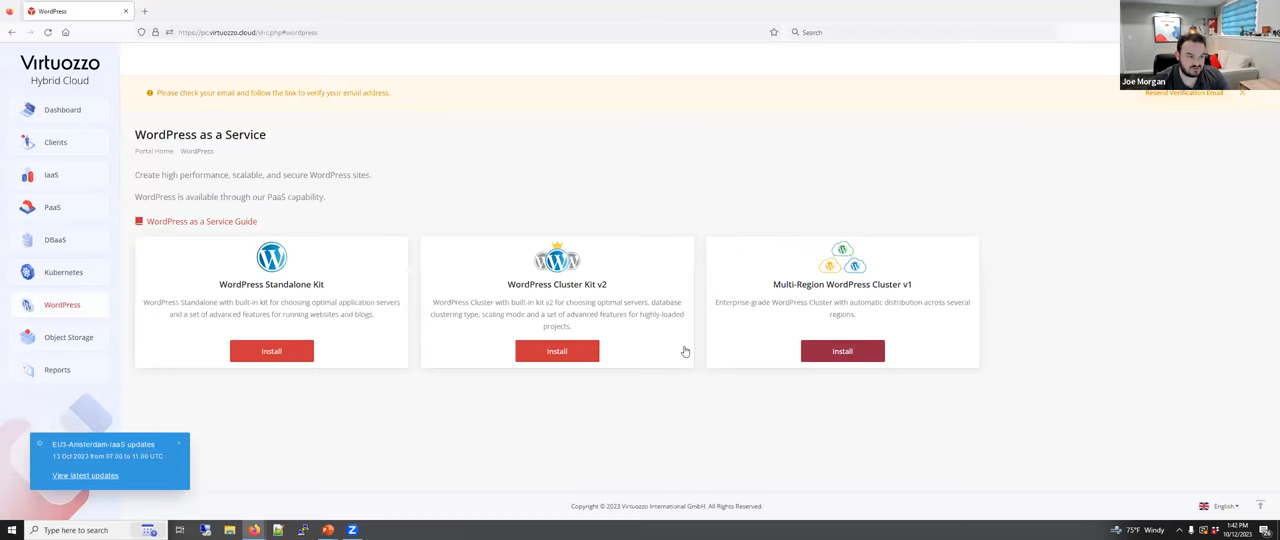 WordPress
https://pc.virtuozzo.cloud/vhc.php#wordpress
Search
Joe Morgan
Virtuozzo
Hybrid Cloud
Please check your email and follow the link to verify your email address.
Resend Verification Email
Dashboard
Clients
IaaS
PaaS
DBaaS
Kubernetes
WordPress
Object Storage
Reports
WordPress as a Service
Portal Home
WordPress
Create high performance, scalable, and secure WordPress sites.
WordPress is available through our PaaS capability.
WordPress as a Service Guide
WordPress Standalone Kit
WordPress Standalone with built-in kit for choosing optimal application servers
and a set of advanced features for running websites and blogs.
Install
WordPress Cluster Kit v2
WordPress Cluster with built-in kit v2 for choosing optimal servers, database
clustering type, scaling mode and a set of advanced features for highly-loaded
projects.
Install
Multi-Region WordPress Cluster v1
Enterprise-grade WordPress Cluster with automatic distribution across several
regions.
Install
EU3-Amsterdam-IaaS updates
13 Oct 2023 from 07.00 to 11.00 UTC
View latest updates
Copyright © 2023 Virtuozzo International GmbH. All Rights Reserved.
English
Type here to search
75°F Windy
1:42 PM
10/12/2023